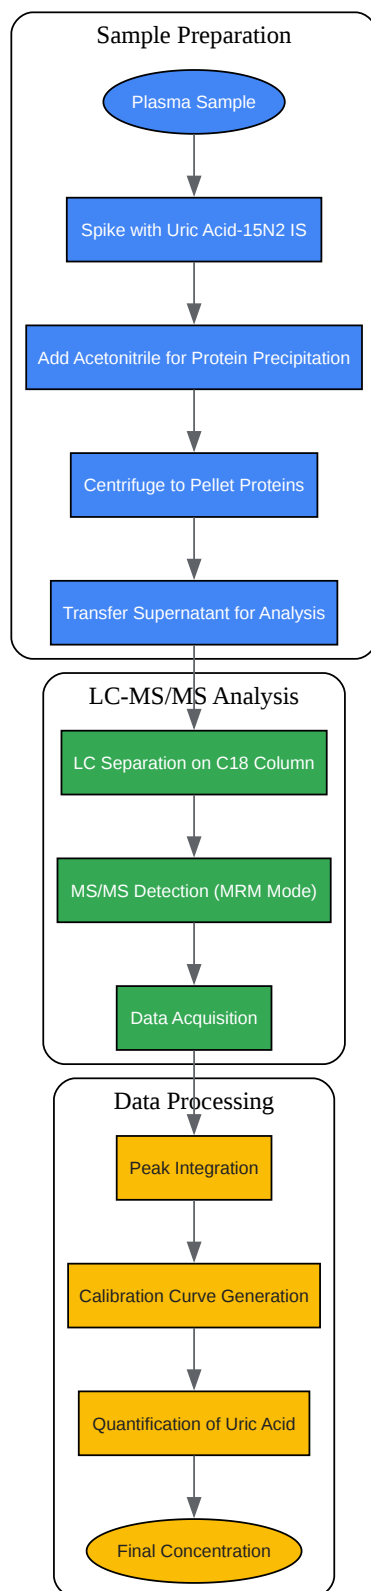 Sample Preparation
Plasma Sample
Spike with Uric Acid-15N2 IS
Add Acetonitrile for Protein Precipitation
Centrifuge to Pellet Proteins
Transfer Supernatant for Analysis
LC-MS/MS Analysis
LC Separation on C18 Column
MS/MS Detection (MRM Mode)
Data Acquisition
Data Processing
Peak Integration
Calibration Curve Generation
Quantification of Uric Acid
Final Concentration